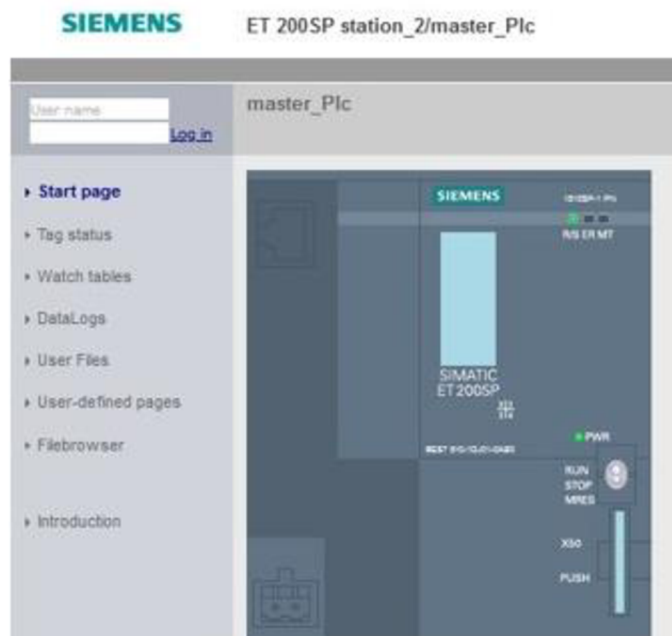 SIEMENS
ET 200SP station_2/master_Plc
User name
Log in
master_Plc
Start page
Tag status
Watch tables
DataLogs
User Files
User-defined pages
Filebrowser
Introduction
SIEMENS
R/S ER MT
SIMATIC
ET 200SP
PWR
RUN
STOP
MRES
X50
PUSH